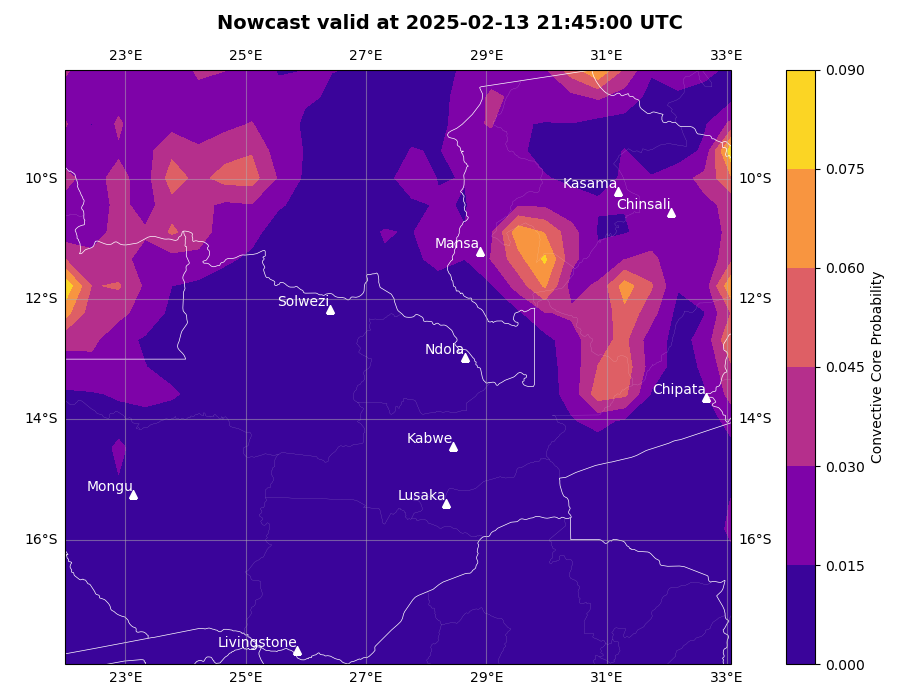 Nowcast valid at 2025-02-13 21:45:00 UTC
23°E 25°E 27°E 29°E 31°E 33°E
0.090
0.075
10°S 10°S
Kasama
Chinsali
Mansa
0.060
12°S 12°S
Solwezi
Ndola
0.045
Chipata
14°S 14°S
Kabwe
0.030
Mongu
Lusaka
16°S 16°S
0.015
Livingstone
0.000
23°E 25°E 27°E 29°E 31°E 33°E
Convective Core Probability